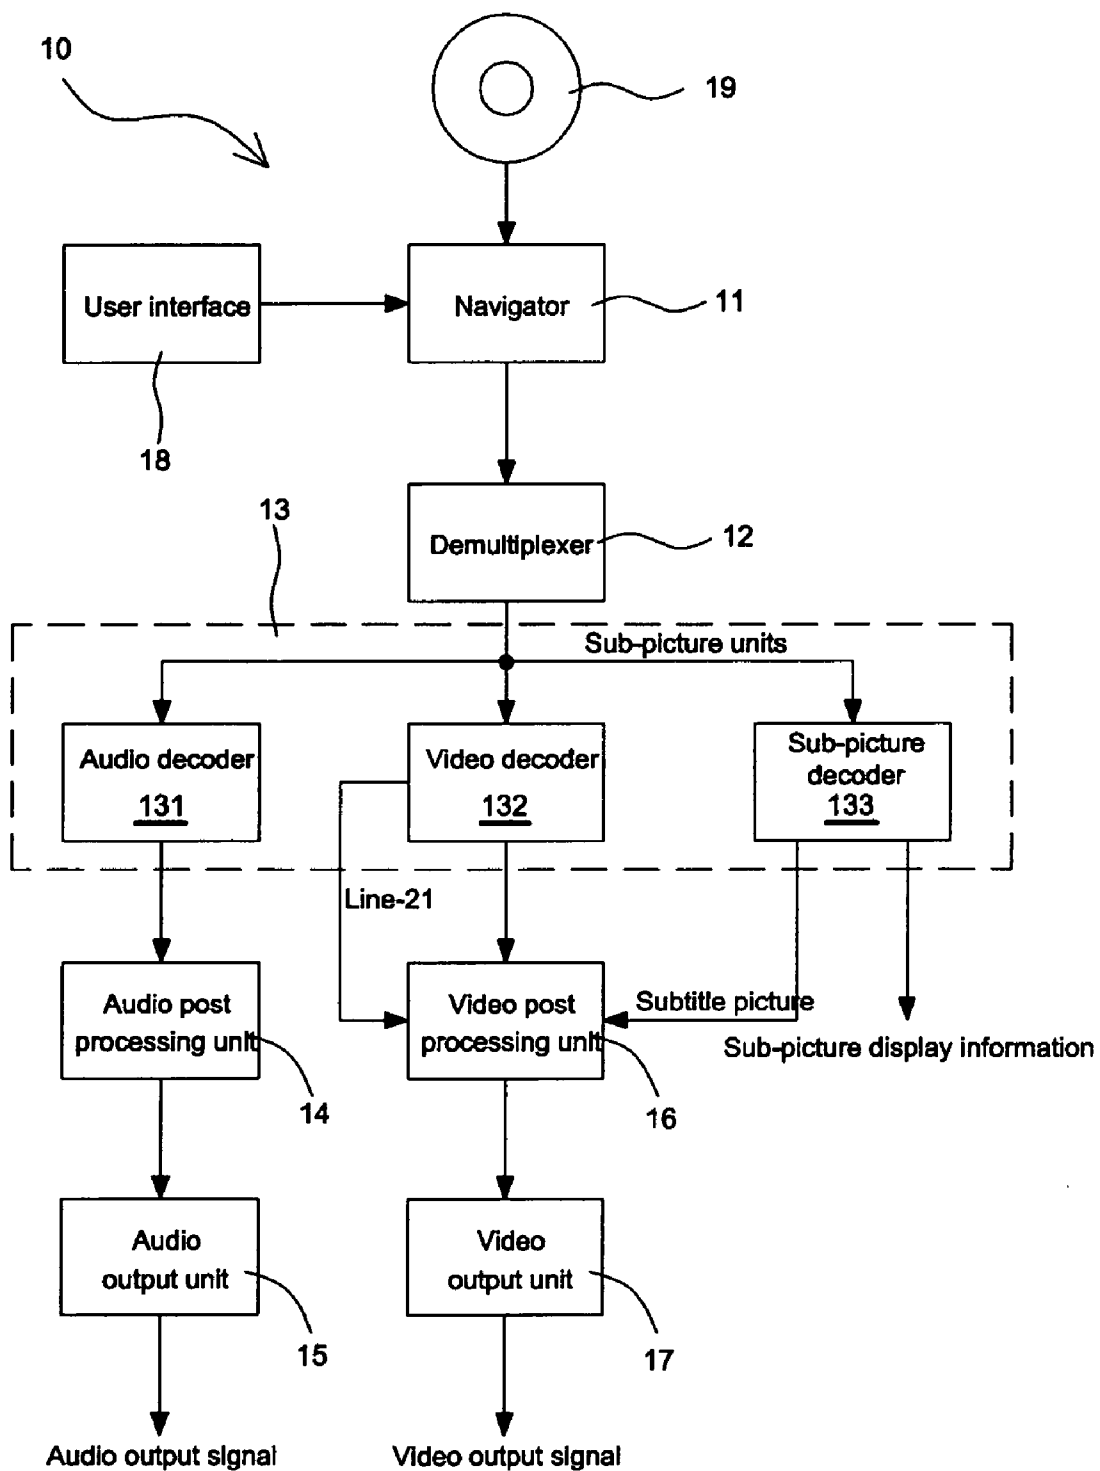 10
19
User interface
Navigator
11
18
13
Demultiplexer
12
Sub-picture units
Audio decoder
131
Video decoder
132
Sub-picture
decoder
133
Line-21
Audio post
processing unit
Video post
processing unit
Subtitle picture
Sub-picture display information
14
16
Audio
output unit
Video
output unit
15
17
Audio output signal
Video output signal